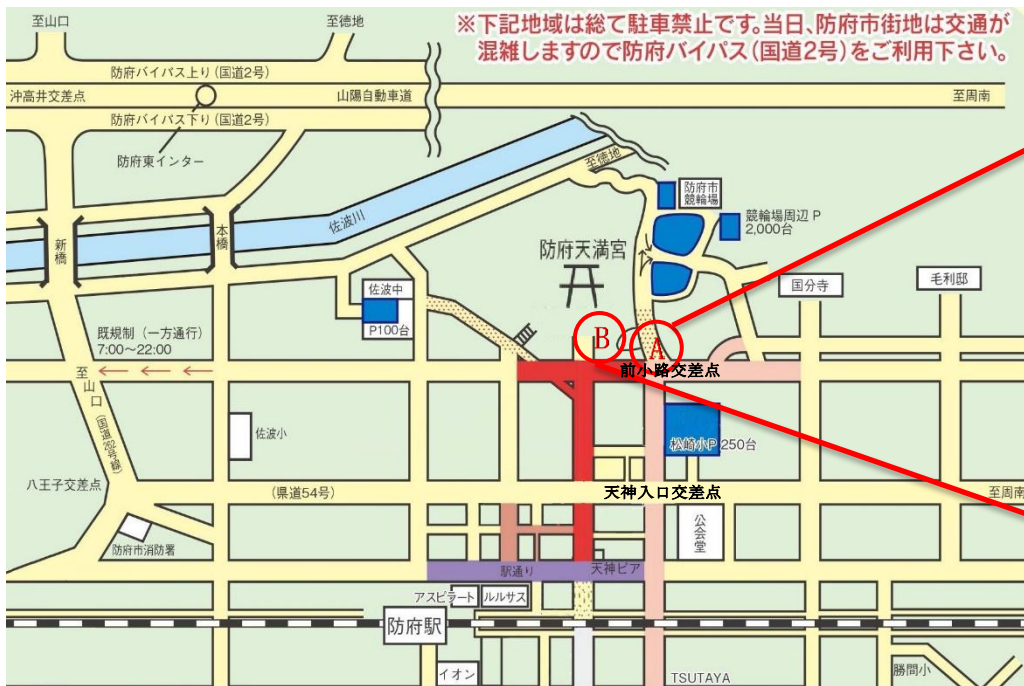 ※下記地域は総て駐車禁止です。当日、防府市街地は交通が
混雑しますので防府バイパス(国道2号)をご利用下さい。
至山口
至徳地
防府バイパス上り(国道2号)
沖高井交差点
山陽自動車道
至周南
防府バイパス下り(国道2号)
防府東インター
至徳地
佐波川
新橋
本橋
防府市
競輪場
競輪場周辺 P
2,000台
防府天満宮
国分寺
毛利邸
佐波中
P100台
既規制(一方通行)
7:00〜22:00
B
A
前小路交差点
至山口
(国道262号線)
佐波小
松崎小P 250台
八王子交差点
(県道54号)
天神入口交差点
至周南
公会堂
防府市消防署
駅通り
天神ピア
アスピラート
ルルサス
防府駅
イオン
TSUTAYA
勝間小